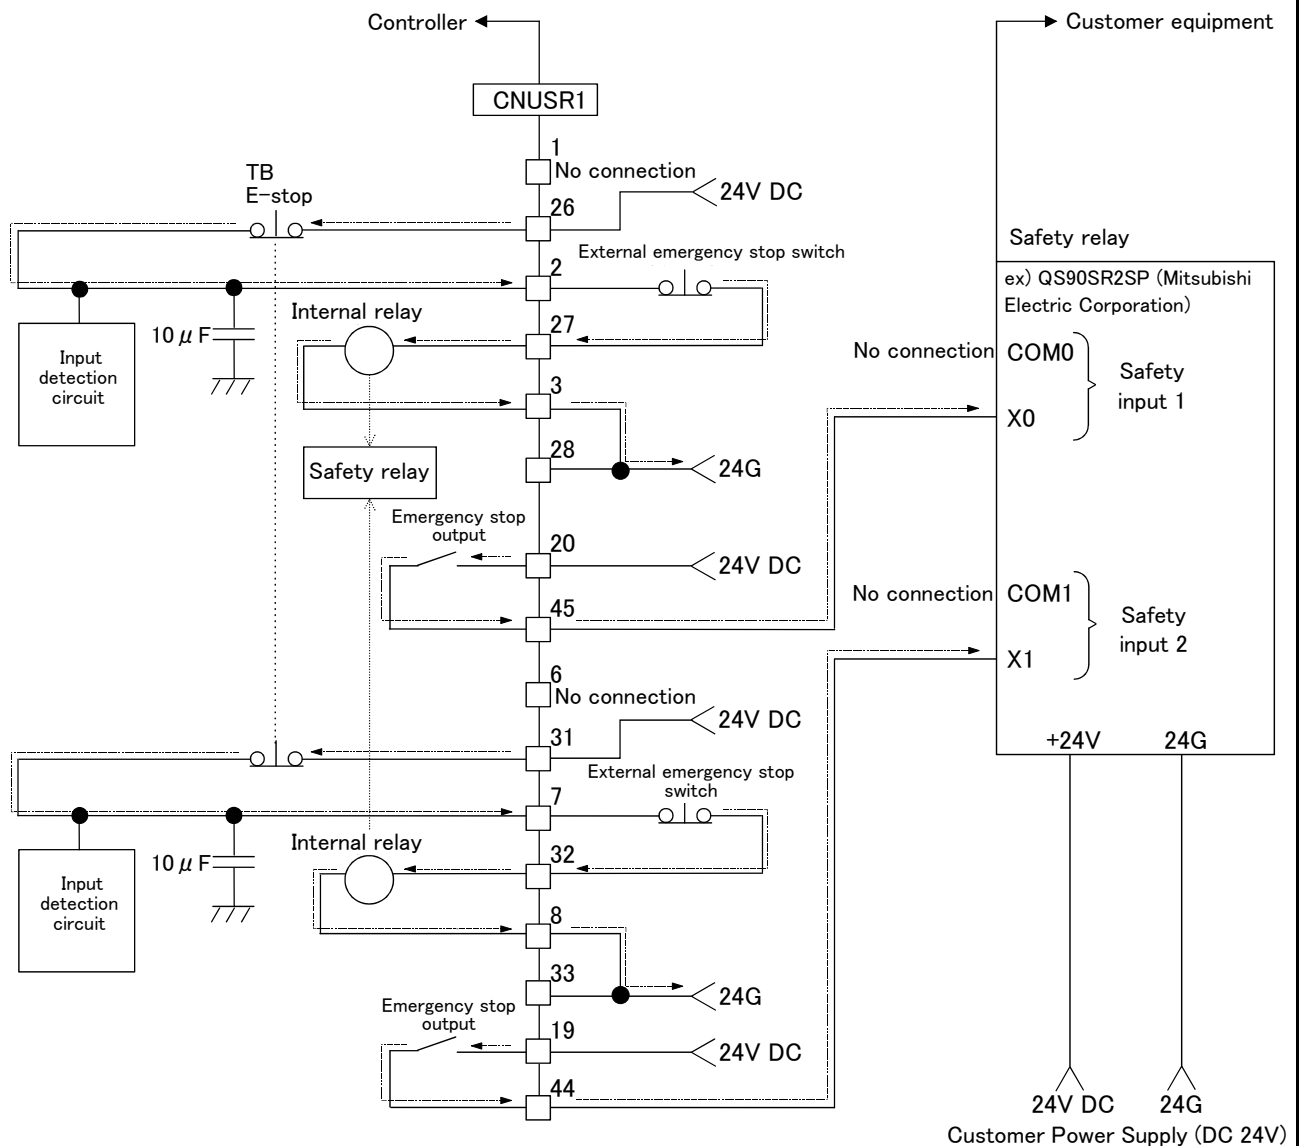 Controller
Customer equipment
CNUSR1
1
No connection
TB
E-stop
24V DC
26
External emergency stop switch
2
Internal relay
10μF
27
Input
detection
circuit
3
28
Safety relay
24G
Emergency stop
output
20
24V DC
45
6
No connection
24V DC
31
External emergency stop
switch
7
Internal relay
10μF
32
Input
detection
circuit
8
33
24G
Emergency stop
output
19
24V DC
44
Safety relay
ex) QS90SR2SP (Mitsubishi
Electric Corporation)
No connection
COM0
Safety
input 1
X0
No connection
COM1
Safety
input 2
X1
+24V
24G
24V DC
24G
Customer Power Supply (DC 24V)